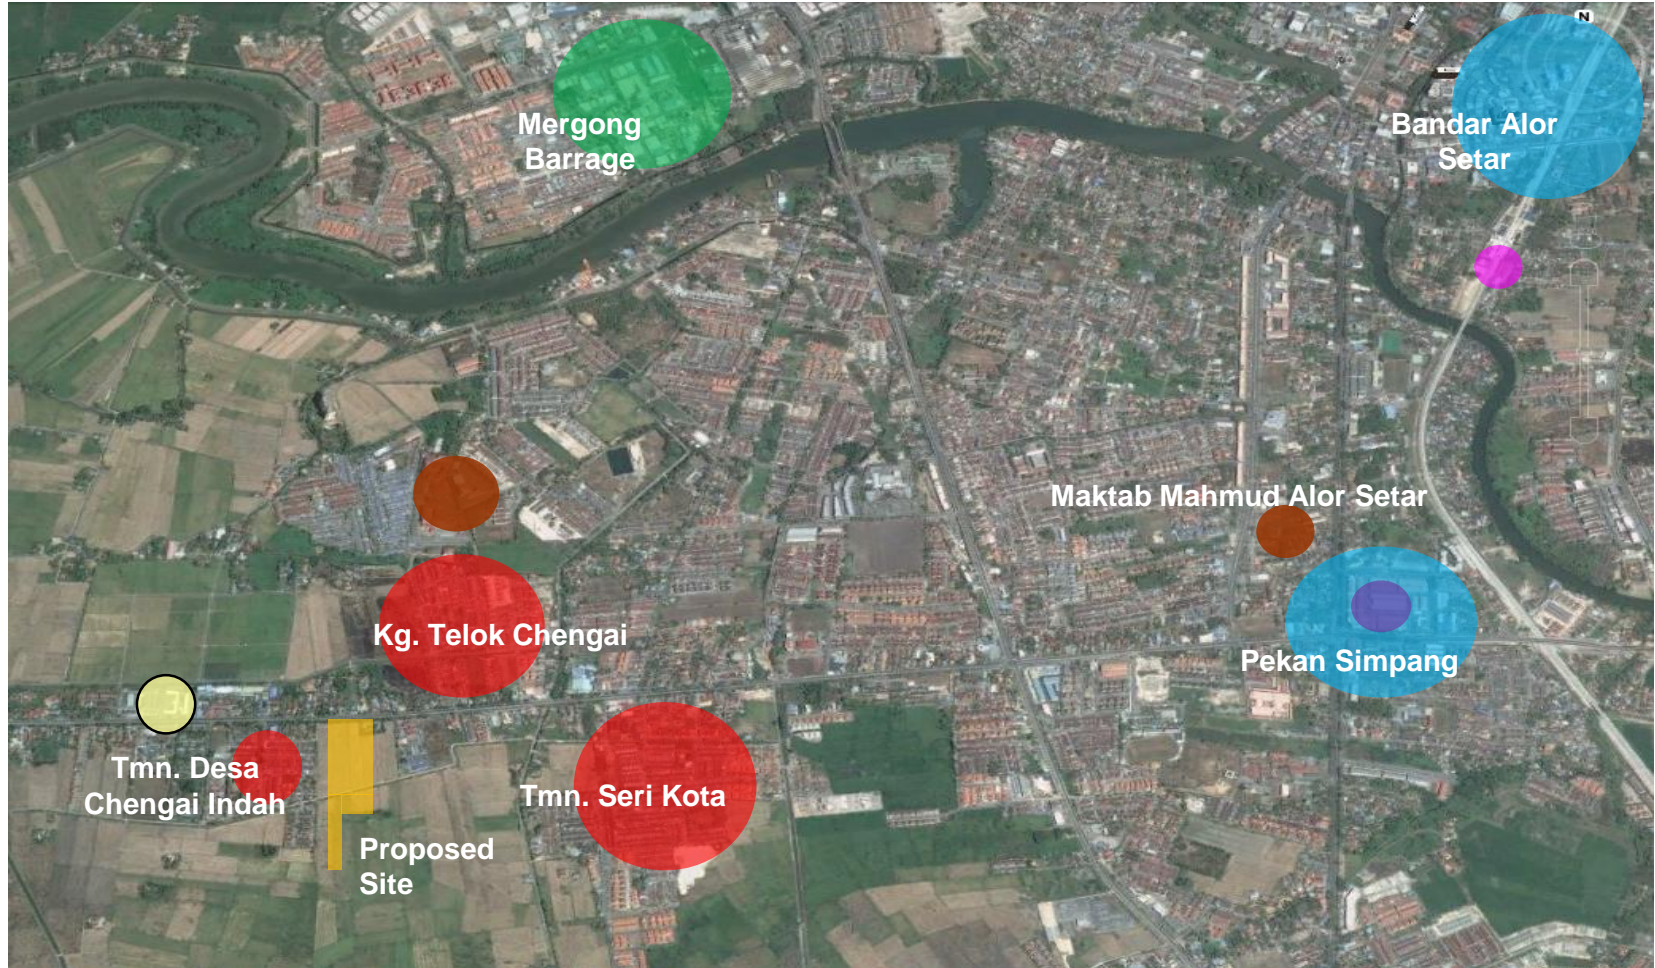 N
Mergong
Barrage
Bandar Alor
Setar
Maktab Mahmud Alor Setar
Kg. Telok Chengai
Pekan Simpang
Tmn. Desa
Chengai Indah
Tmn. Seri Kota
Proposed
Site